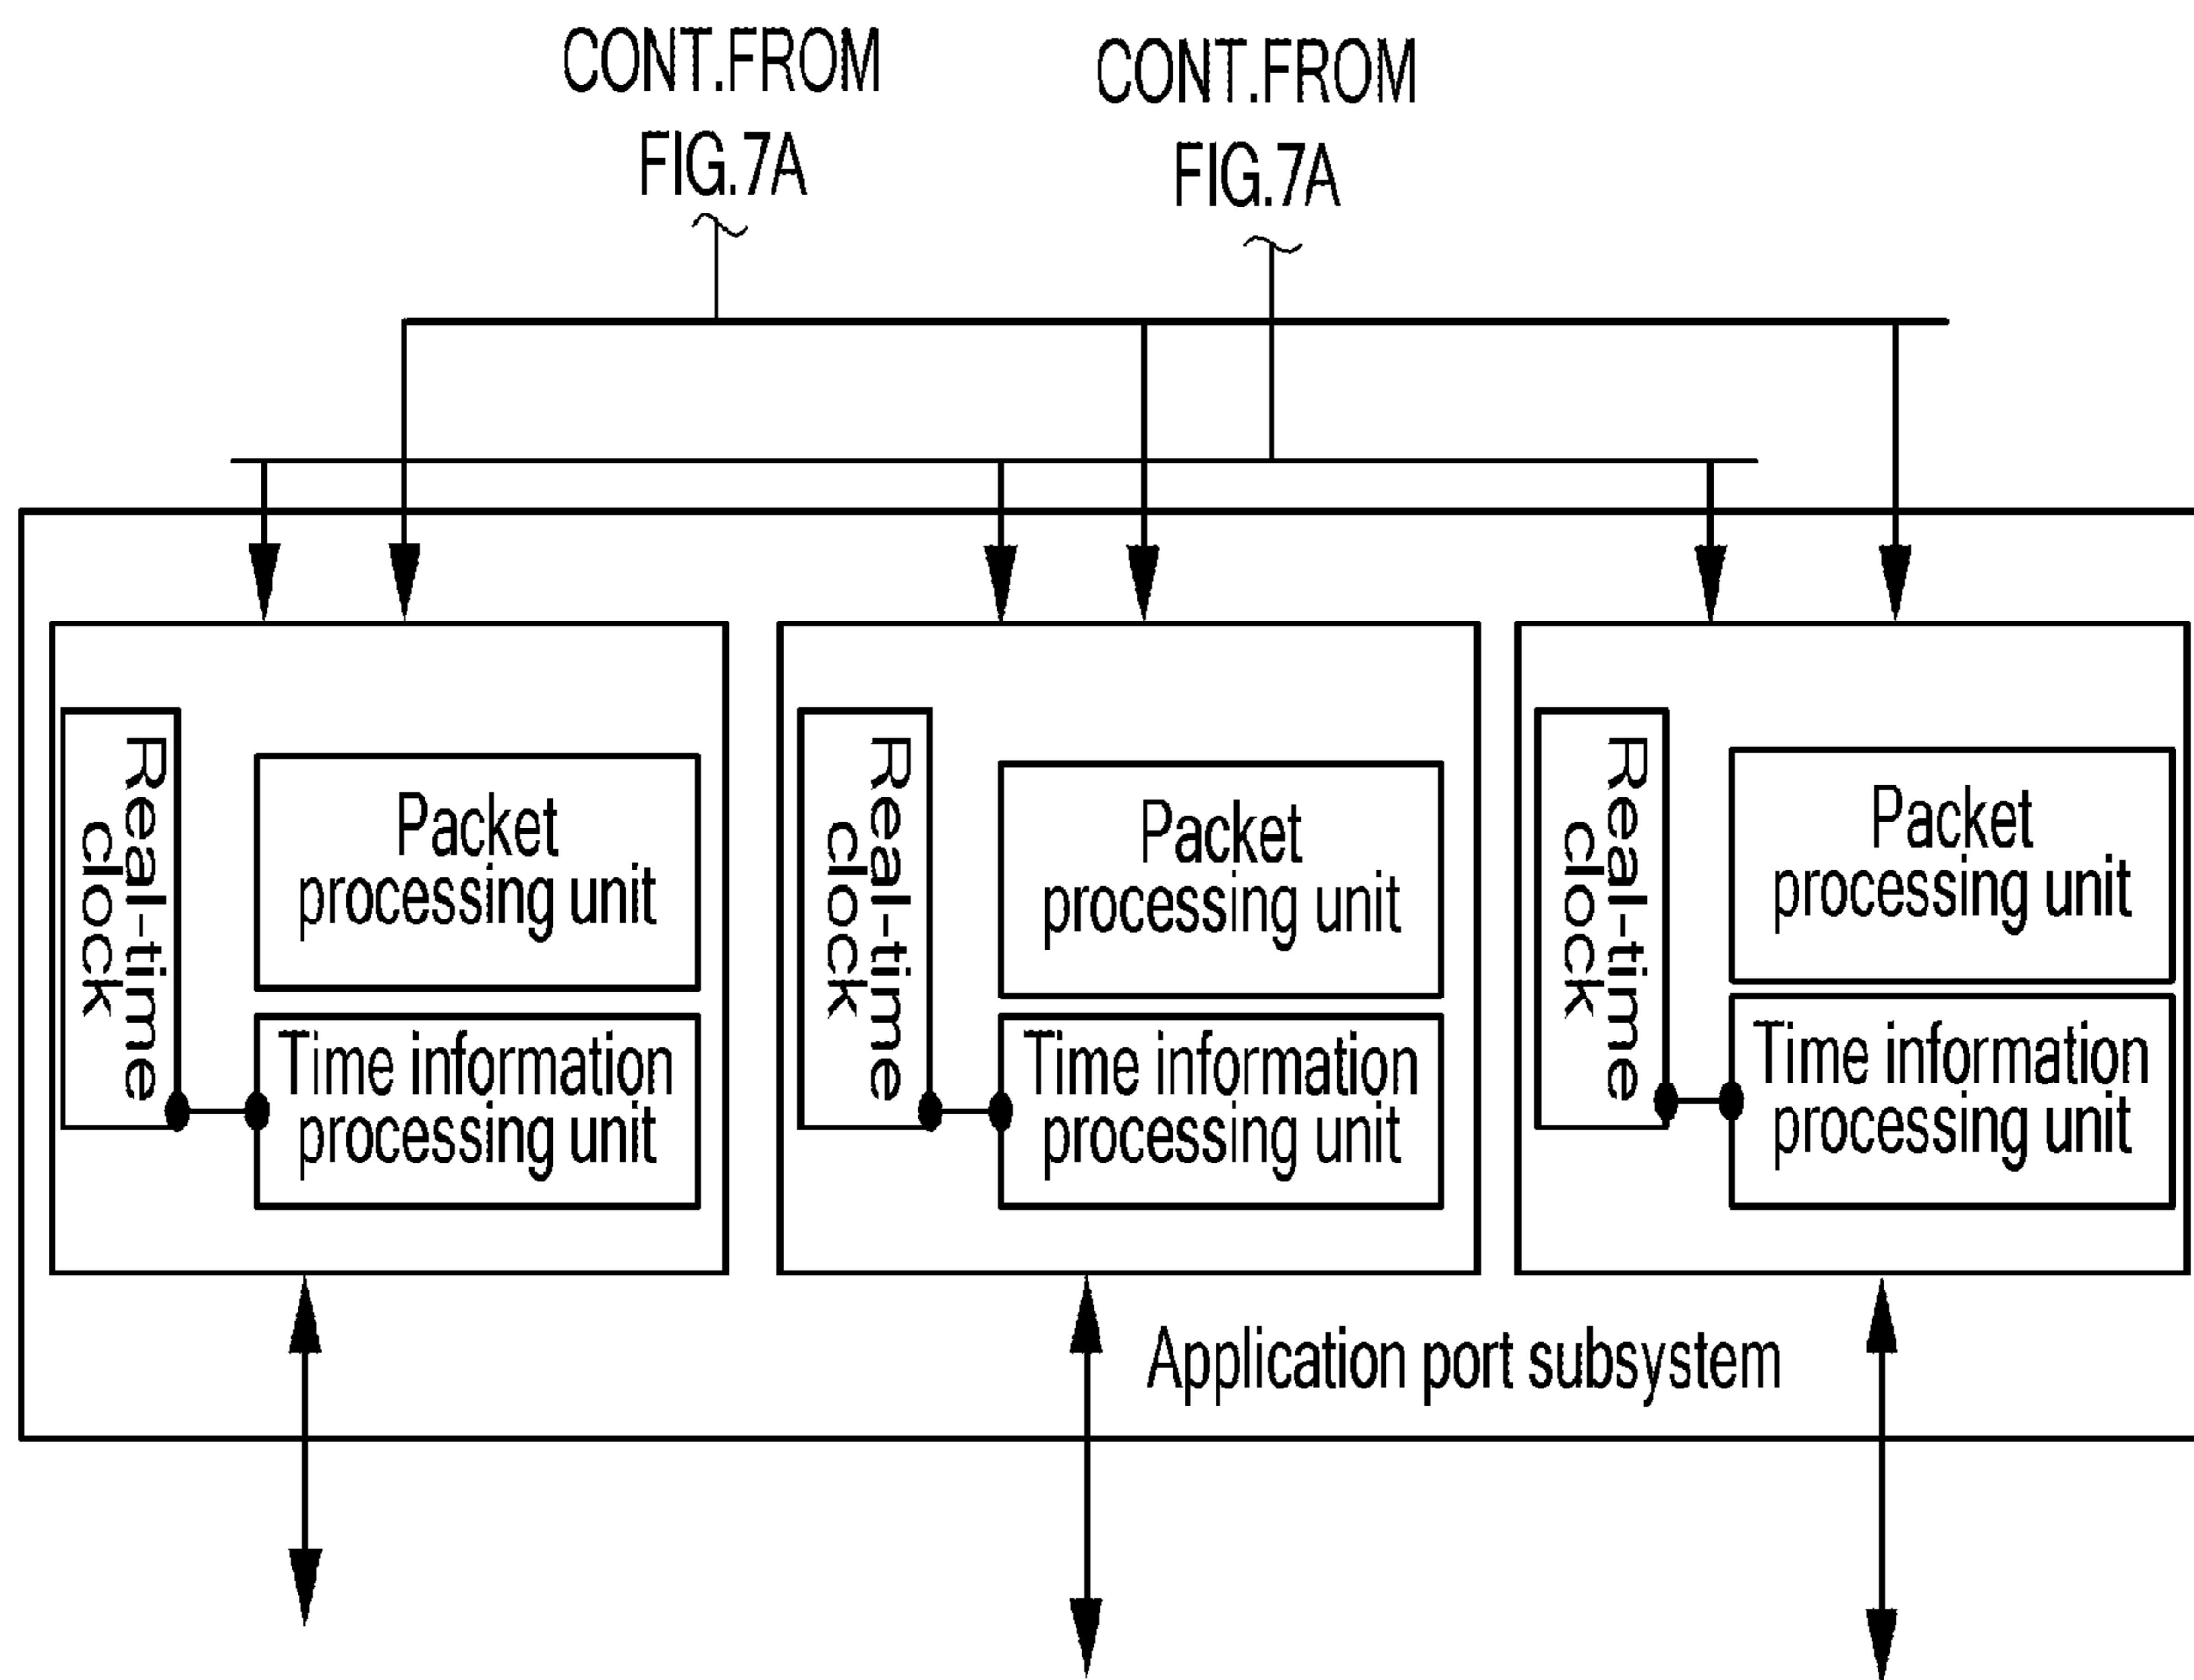 CONT.FROM
FIG.7A
CONT.FROM
FIG.7A
Real-time
clock
Packet
processing unit
Time information
processing unit
Real-time
clock
Packet
processing unit
Time information
processing unit
Real-time
clock
Packet
processing unit
Time information
processing unit
Application port subsystem